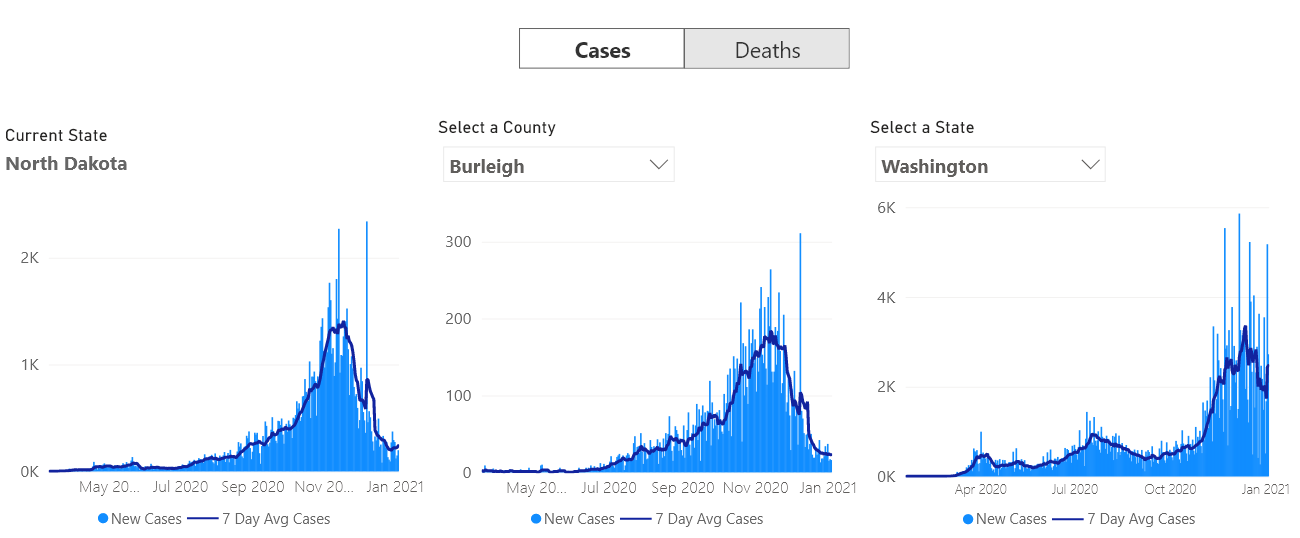 Cases Deaths
Current State
North Dakota
Select a County
Burleigh
Select a State
Washington
2K
1K
0K
May 20... Jul 2020 Sep 2020 Nov 20... Jan 2021
New Cases 7 Day Avg Cases
300
200
100
0
May 20... Jul 2020 Sep 2020 Nov 2020 Jan 2021
New Cases 7 Day Avg Cases
6K
4K
2K
0K
Apr 2020 Jul 2020 Oct 2020 Jan 2021
New Cases 7 Day Avg Cases